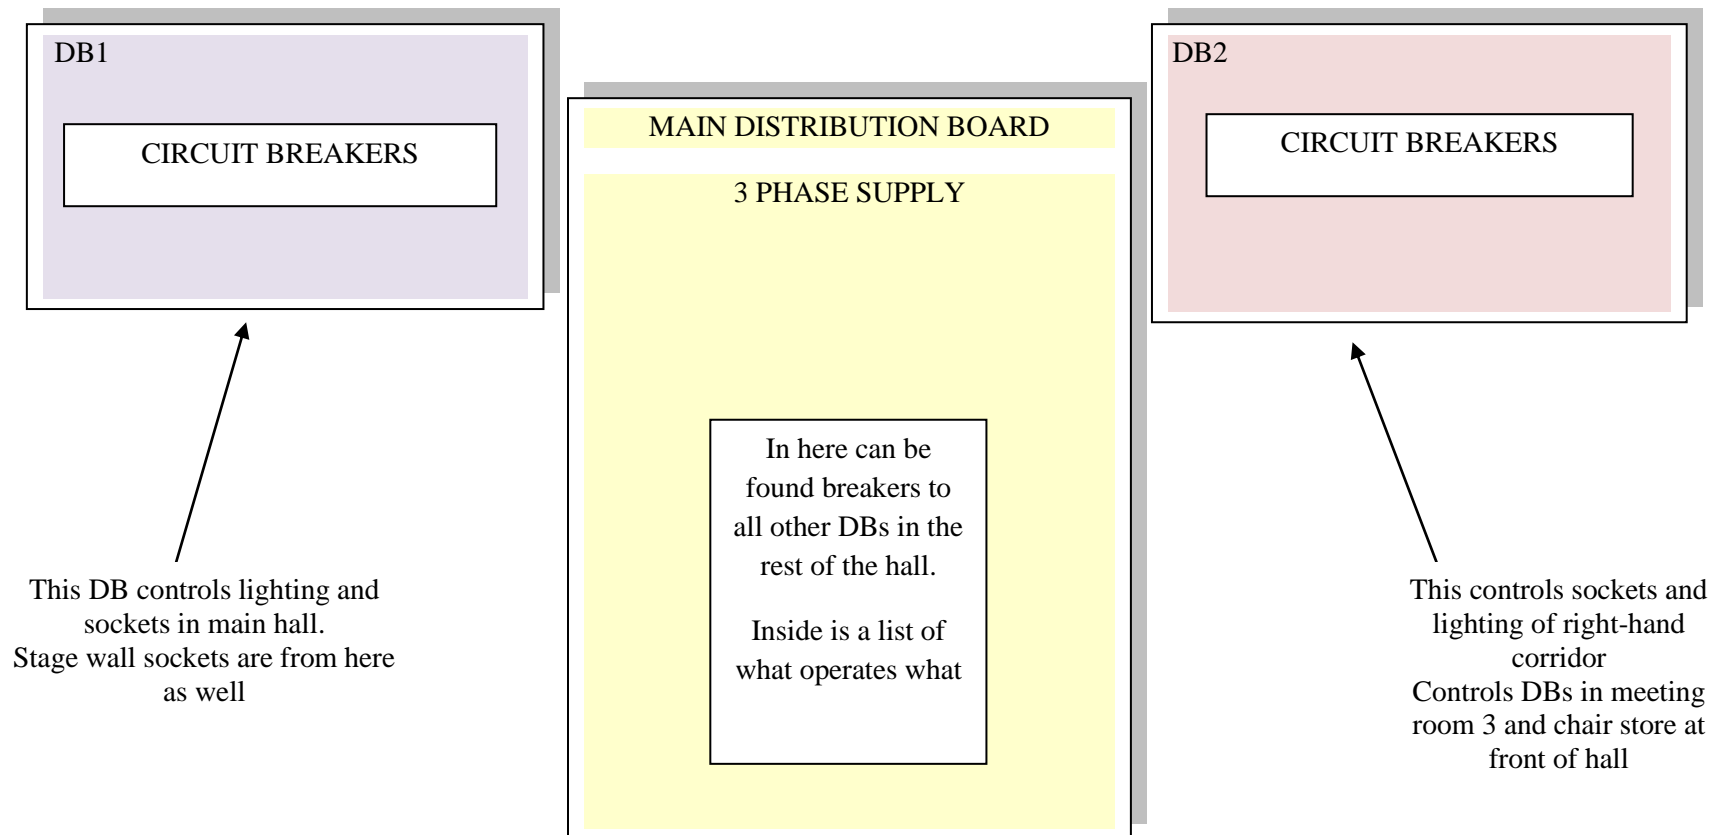 DB1
CIRCUIT BREAKERS
MAIN DISTRIBUTION BOARD
3 PHASE SUPPLY
In here can be
found breakers to
all other DBs in the
rest of the hall.
Inside is a list of
what operates what
DB2
CIRCUIT BREAKERS
This DB controls lighting and
sockets in main hall.
Stage wall sockets are from here
as well
This controls sockets and
lighting of right-hand
corridor
Controls DBs in meeting
room 3 and chair store at
front of hall